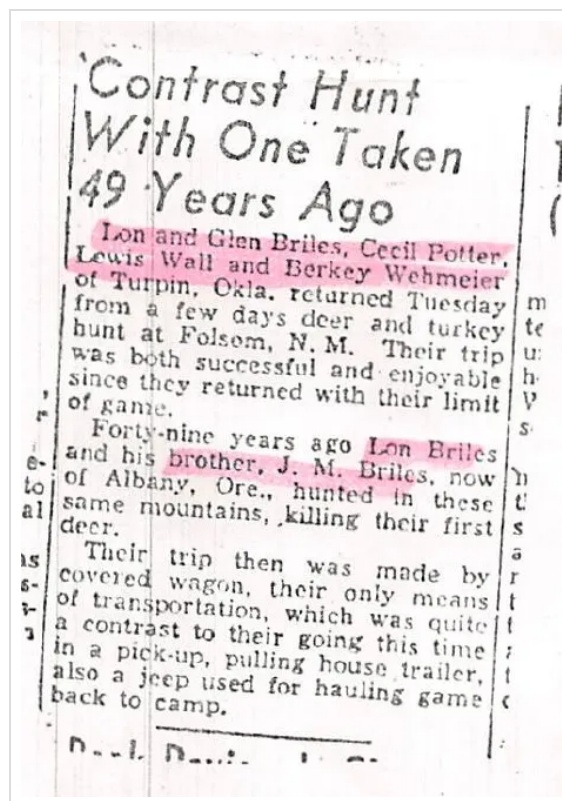 Contrast Hunt
With One Taken
49 Years Ago
Lon and Glen Briles, Cecil Potter,
Lewis Wall and Berkey Wehmeier
of Turpin, Okla. returned Tuesday
from a few days deer and turkey
hunt at Folsom, N. M. Their trip
was both successful and enjoyable
since they returned with their limit
of game.
Forty-nine years ago Lon Briles
and his brother, J. M. Briles, now
of Albany, Ore., hunted in these
same mountains, killing their first
deer.
Their trip then was made by
covered wagon, their only means
of transportation, which was quite
a contrast to their going this time
in a pick-up, pulling house trailer,
also a jeep used for hauling game
back to camp.